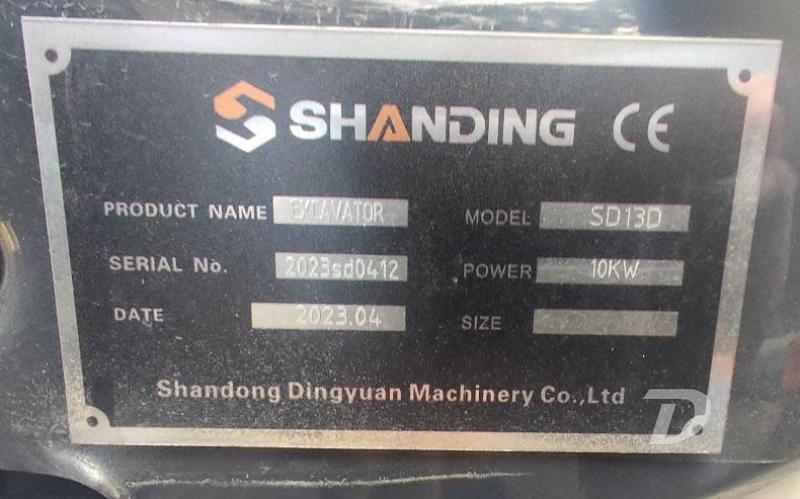 SHANDING CE
PRODUCT NAME EXCAVATOR MODEL SD13D
SERIAL No. 2023sd0412 POWER 10KW
DATE 2023.04 SIZE
Shandong Dingyuan Machinery Co.,Ltd